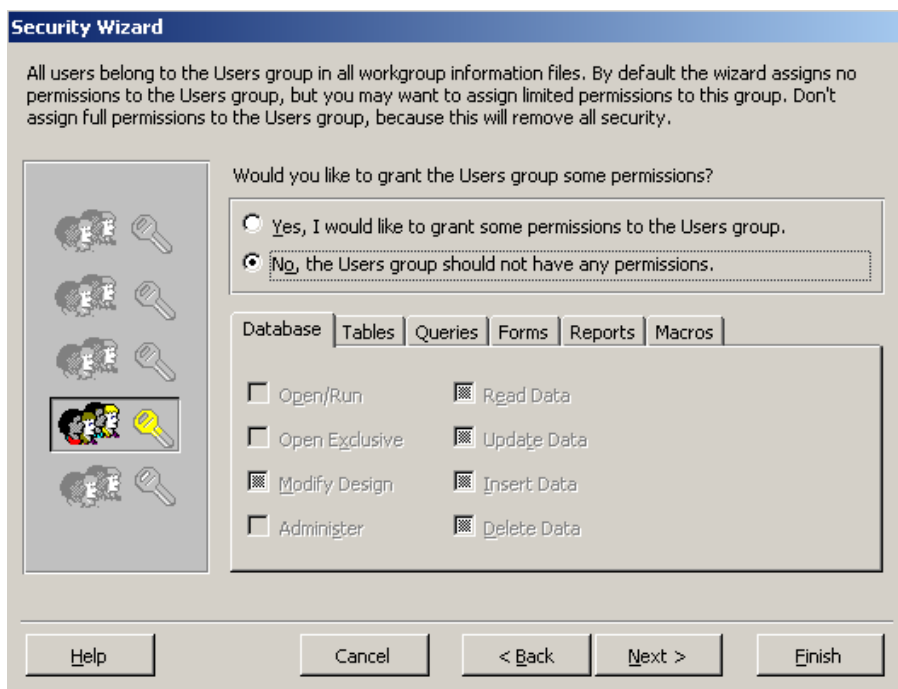 Security Wizard
All users belong to the Users group in all workgroup information files. By default the wizard assigns no
permissions to the Users group, but you may want to assign limited permissions to this group. Don't
assign full permissions to the Users group, because this will remove all security.
Would you like to grant the Users group some permissions?
Yes, I would like to grant some permissions to the Users group.
No, the Users group should not have any permissions.
Database Tables Queries Forms Reports Macros
Open/Run Read Data
Open Exclusive Update Data
Modify Design Insert Data
Administer Delete Data
Help Cancel < Back Next > Finish